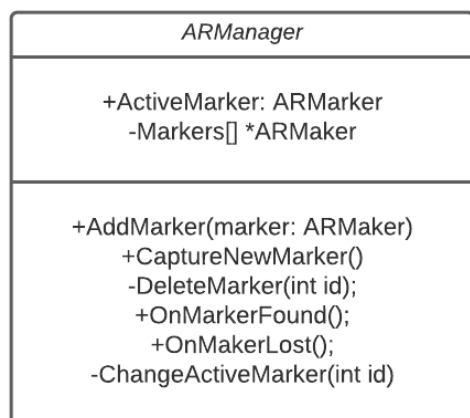 ARManager
+ActiveMarker: ARMarker
-Markers[] *ARMaker
+AddMarker(marker: ARMaker)
+CaptureNewMarker()
-DeleteMarker(int id);
+OnMarkerFound();
+OnMakerLost();
-ChangeActiveMarker(int id)